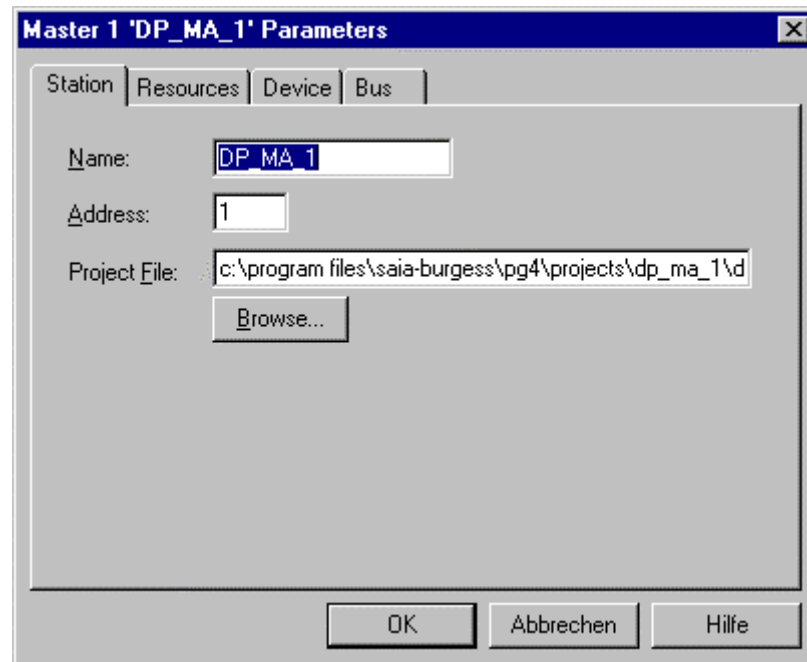 Master 1 'DP_MA_1' Parameters
Station Resources Device Bus
Name: DP_MA_1
Address: 1
Project File: c:\program files\saia-burgess\pg4\projects\dp_ma_1\d
Browse...
OK Abbrechen Hilfe